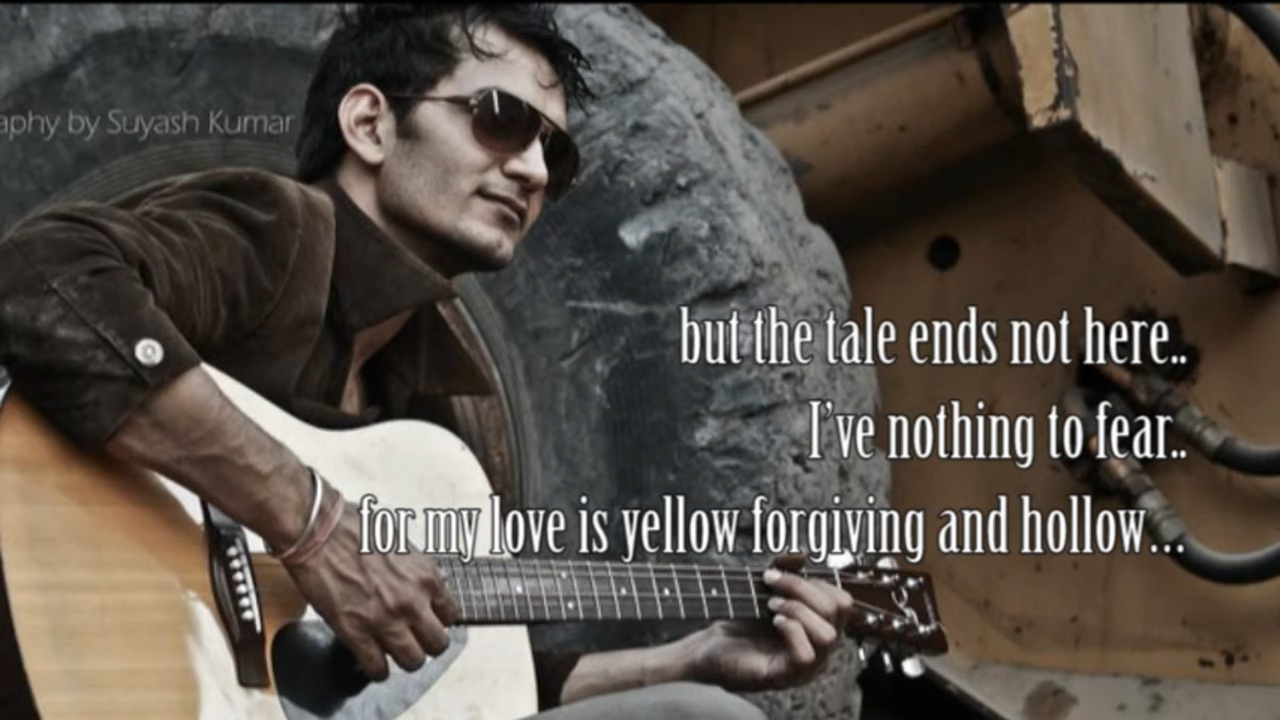 aphy by Suyash Kumar
but the tale ends not here..
I've nothing to fear..
for my love is yellow forgiving and hollow...